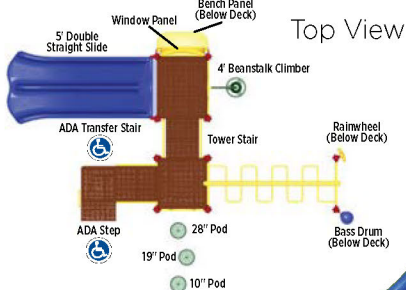 Bench Panel
(Below Deck)
Window Panel
Top View
5' Double
Straight Slide
4' Beanstalk Climber
ADA Transfer Stair
Tower Stair
Rainwheel
(Below Deck)
ADA Step
28" Pod
Bass Drum
(Below Deck)
19" Pod
10" Pod